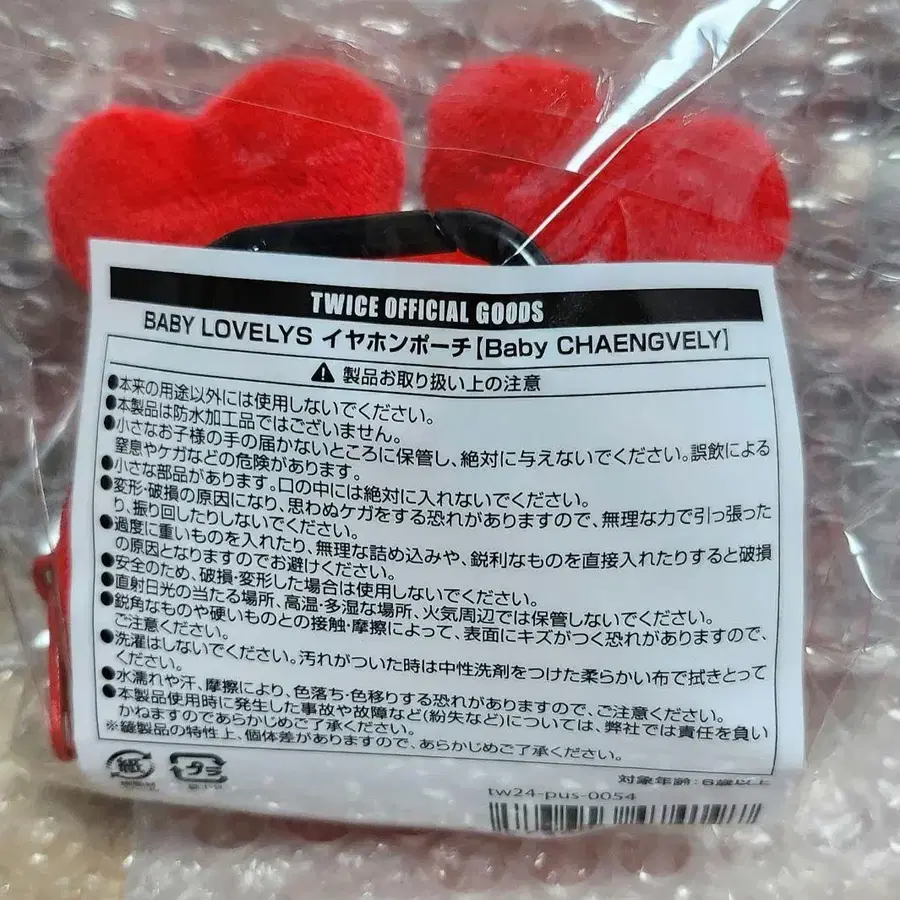 TWICE OFFICIAL GOODS
BABY LOVELYS イヤホンポーチ【Baby CHAENGVELY】
⚠ 製品お取り扱い上の注意
●本来の用途以外には使用しないでください。
●本製品は防水加工品ではございません。
●小さなお子様の手の届かないところに保管し、絶対に与えないでください。誤飲による
窒息やケガなどの危険があります。
●小さな部品があります。口の中には絶対に入れないでください。
●変形・破損の原因になり、思わぬケガをする恐れがありますので、無理な力で引っ張った
り、振り回したりしないでください。
●過度に重いものを入れたり、無理な詰め込みや、鋭利なものを直接入れたりすると破損
の原因となりますのでお避けください。
●安全のため、破損・変形した場合は使用しないでください。
●直射日光の当たる場所、高温・多湿な場所、火気周辺では保管しないでください。
●鋭角なものや硬いものとの接触・摩擦によって、表面にキズがつく恐れがありますので、
ご注意ください。
●洗濯はしないでください。汚れがついた時は中性洗剤をつけた柔らかい布で拭きとって
ください。
●水濡れや汗、摩擦により、色落ち・色移りする恐れがありますので、ご注意ください。
●本製品使用時に発生した事故や故障など(紛失など)については、弊社では責任を負い
かねますのであらかじめご了承ください。
※縫製品の特性上、個体差がありますので、あらかじめご了承ください。
紙 プラ
対象年齢:6歳以上
tw24-pus-0054